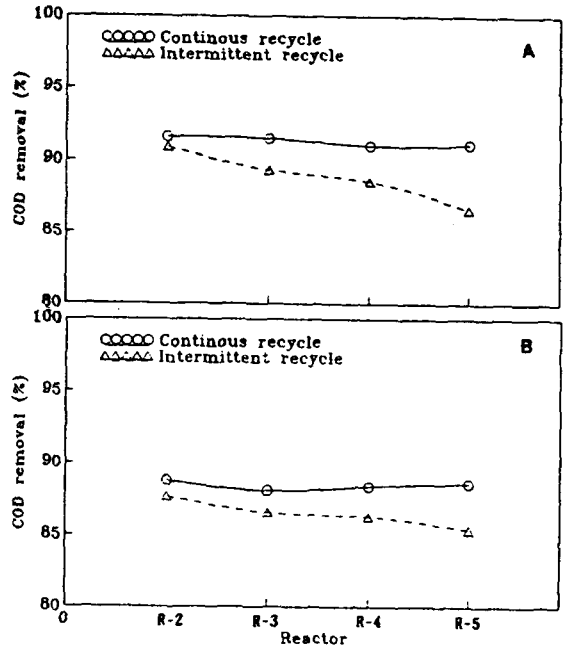 100
Continous recycle
Intermittent recycle
A
95
90
85
80
COD removal (%)
100
Continous recycle
Intermittent recycle
B
95
90
85
80
COD removal (%)
0 R-2 R-3 R-4 R-5
Reactor